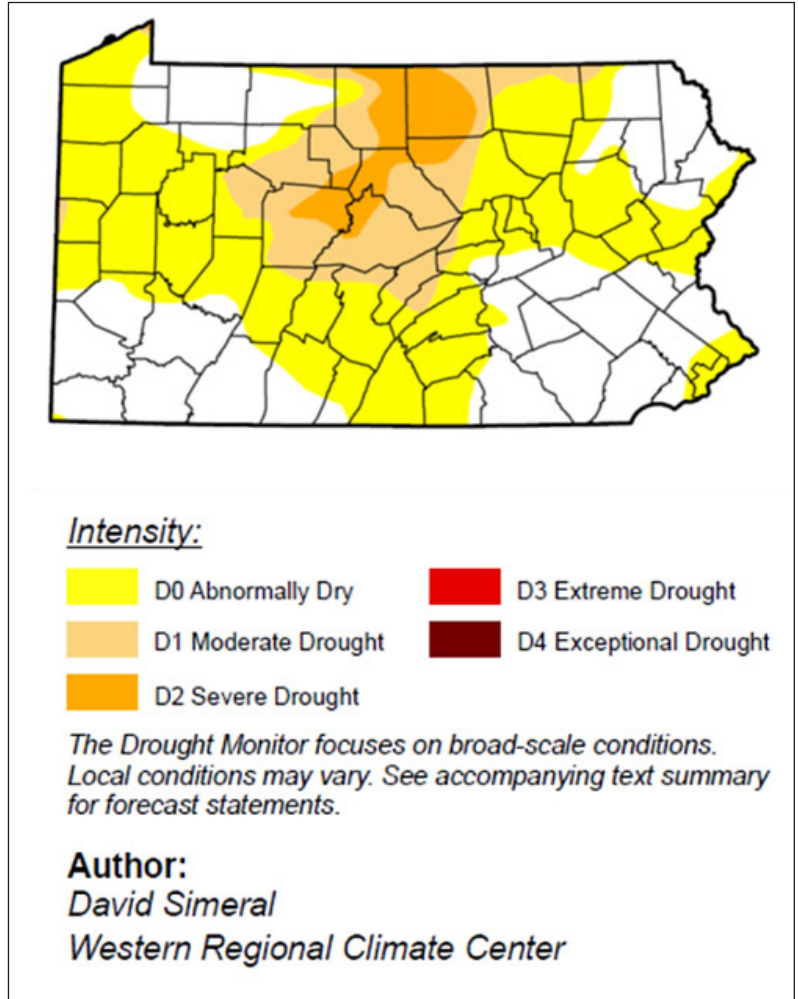 Intensity:
D0 Abnormally Dry
D1 Moderate Drought
D2 Severe Drought
D3 Extreme Drought
D4 Exceptional Drought
The Drought Monitor focuses on broad-scale conditions.
Local conditions may vary. See accompanying text summary
for forecast statements.
Author:
David Simeral
Western Regional Climate Center